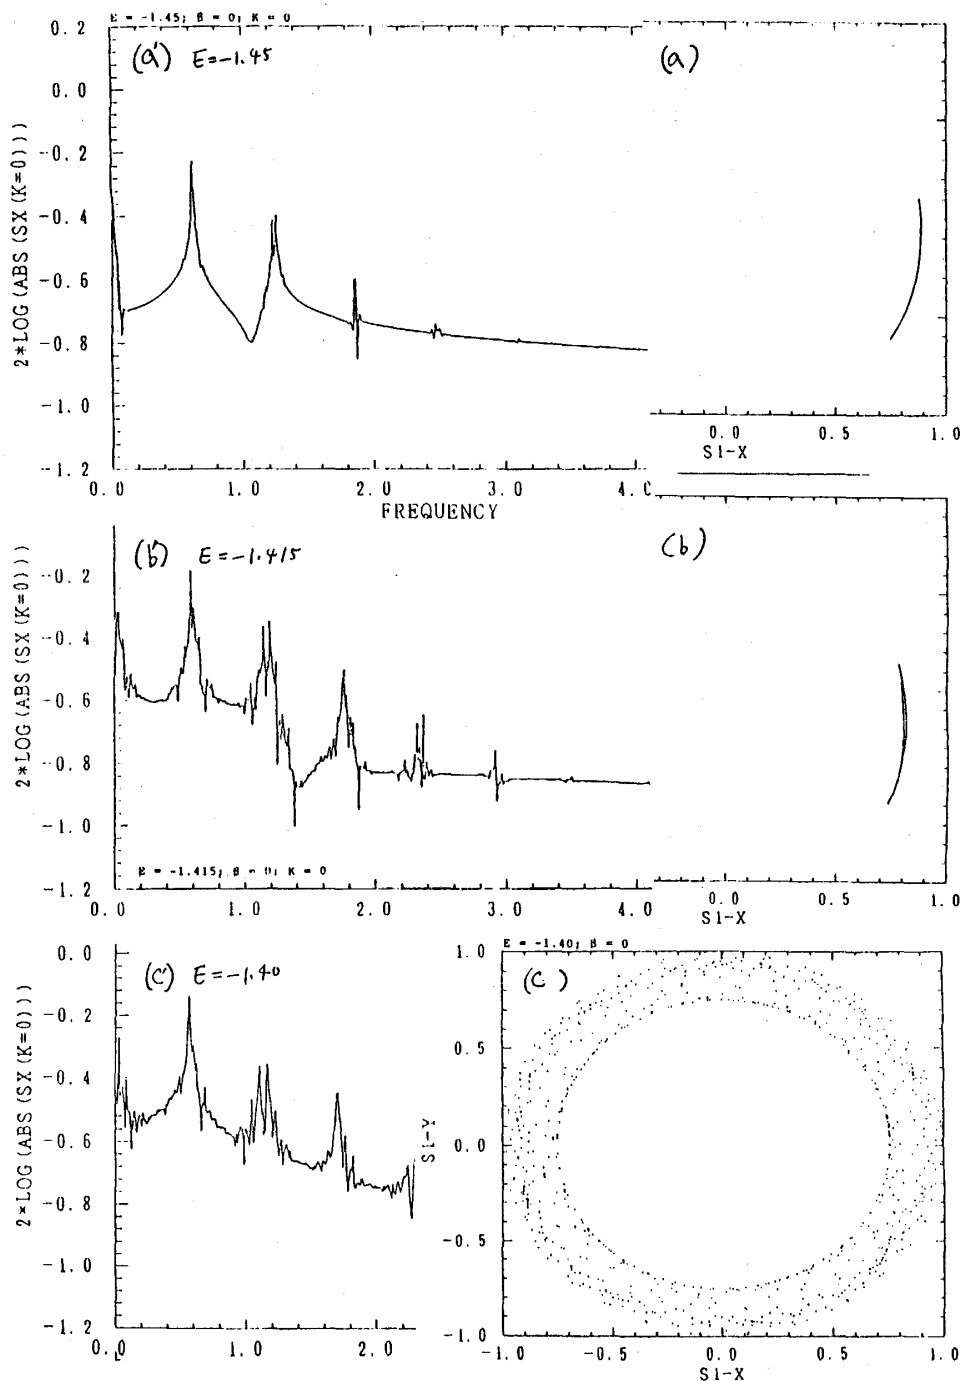 E = -1.45; β = 0; K = 0
(a') E=-1.45
(a)
2*LOG(ABS(SX(K=0)))
0.2
0.0
-0.2
-0.4
-0.6
-0.8
-1.0
-1.2
0.0 1.0 2.0 3.0 4.0
FREQUENCY
0.0 0.5 1.0
S1-X
(b') E=-1.415
(b)
2*LOG(ABS(SX(K=0)))
-0.2
-0.4
-0.6
-0.8
-1.0
-1.2
E = -1.415; β = 0; K = 0
0.0 1.0 2.0 3.0 4.0
0.0 0.5 1.0
S1-X
(c') E=-1.40
2*LOG(ABS(SX(K=0)))
0.0
-0.2
-0.4
-0.6
-0.8
-1.0
-1.2
0.0 1.0 2.0
E = -1.40; β = 0
(c)
S1-Y
1.0
0.5
0.0
-0.5
-1.0
-1.0 -0.5 0.0 0.5 1.0
S1-X